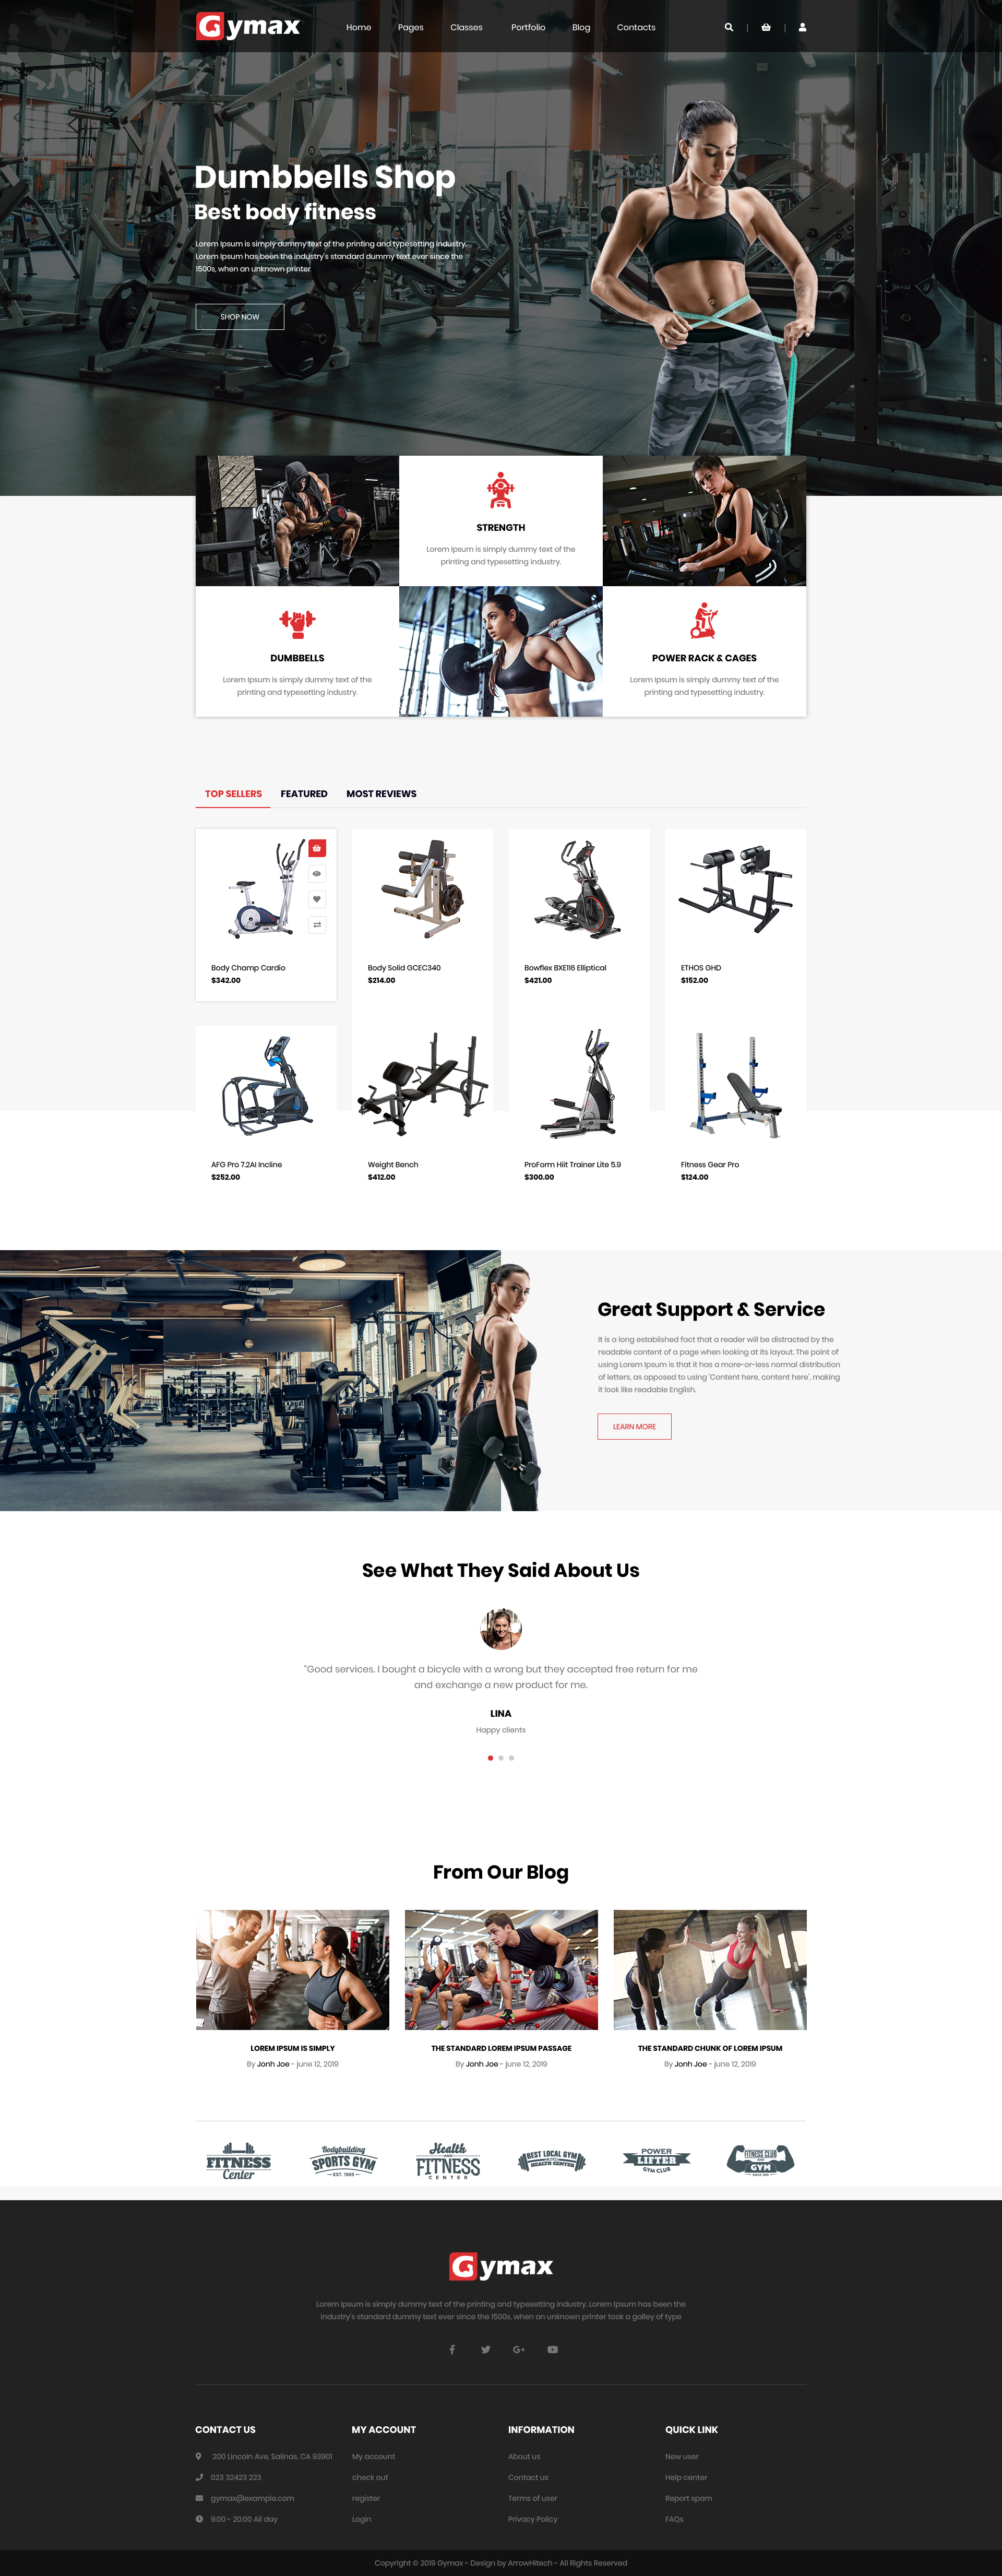 Gymax
Home Pages Classes Portfolio Blog Contacts
Dumbbells Shop
Best body fitness
Lorem Ipsum is simply dummy text of the printing and typesetting industry.
Lorem Ipsum has been the industry's standard dummy text ever since the
1500s, when an unknown printer
SHOP NOW
STRENGTH
Lorem Ipsum is simply dummy text of the
printing and typesetting industry.
DUMBBELLS
Lorem Ipsum is simply dummy text of the
printing and typesetting industry.
POWER RACK & CAGES
Lorem Ipsum is simply dummy text of the
printing and typesetting industry.
TOP SELLERS FEATURED MOST REVIEWS
Body Champ Cardio
$342.00
Body Solid GCEC340
$214.00
Bowflex BXE116 Elliptical
$421.00
ETHOS GHD
$152.00
AFG Pro 7.2AI Incline
$252.00
Weight Bench
$412.00
ProForm Hiit Trainer Lite 5.9
$300.00
Fitness Gear Pro
$124.00
Great Support & Service
It is a long established fact that a reader will be distracted by the
readable content of a page when looking at its layout. The point of
using Lorem Ipsum is that it has a more-or-less normal distribution
of letters, as opposed to using 'Content here, content here', making
it look like readable English.
LEARN MORE
See What They Said About Us
"Good services. I bought a bicycle with a wrong but they accepted free return for me
and exchange a new product for me.
LINA
Happy clients
From Our Blog
LOREM IPSUM IS SIMPLY
By Jonh Joe - june 12, 2019
THE STANDARD LOREM IPSUM PASSAGE
By Jonh Joe - june 12, 2019
THE STANDARD CHUNK OF LOREM IPSUM
By Jonh Joe - june 12, 2019
FITNESS
Center
Bodybuilding
SPORTS GYM
EST. 1985
Health
FITNESS
CENTER
BEST LOCAL GYM
HEALTH CENTER
POWER
LIFTER
GYM CLUB
FITNESS CLUB
GYM
Gymax
Lorem Ipsum is simply dummy text of the printing and typesetting industry. Lorem Ipsum has been the
industry's standard dummy text ever since the 1500s, when an unknown printer took a galley of type
CONTACT US
200 Lincoln Ave, Salinas, CA 93901
023 32423 223
gymax@example.com
9:00 - 20:00 All day
MY ACCOUNT
My account
check out
register
Login
INFORMATION
About us
Contact us
Terms of user
Privacy Policy
QUICK LINK
New user
Help center
Report spam
FAQs
Copyright © 2019 Gymax - Design by ArrowHitech - All Rights Reserved